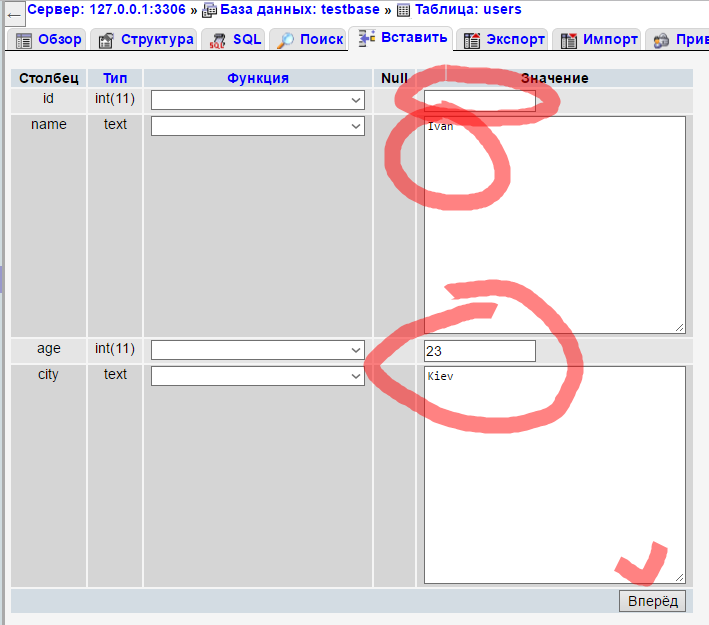 ← Сервер: 127.0.0.1:3306 » База данных: testbase » Таблица: users
Обзор Структура SQL Поиск Вставить Экспорт Импорт Прив
Столбец Тип Функция Null Значение
id int(11)
name text Ivan
age int(11) 23
city text Kiev
Вперёд